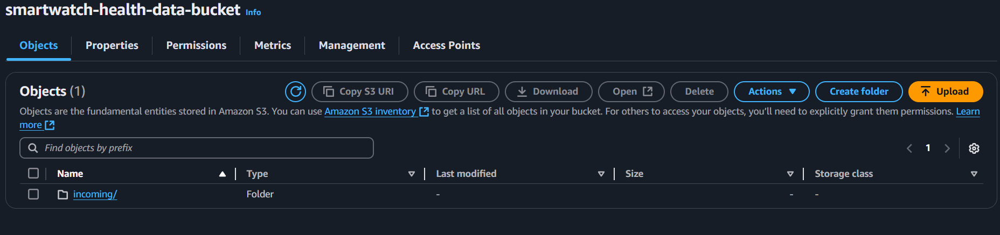 smartwatch-health-data-bucket Info
Objects Properties Permissions Metrics Management Access Points
Objects (1) Copy S3 URI Copy URL Download Open Delete Actions Create folder Upload
Objects are the fundamental entities stored in Amazon S3. You can use Amazon S3 inventory to get a list of all objects in your bucket. For others to access your objects, you’ll need to explicitly grant them permissions. Learn
more
Find objects by prefix 1
Name Type Last modified Size Storage class
incoming/ Folder - - -